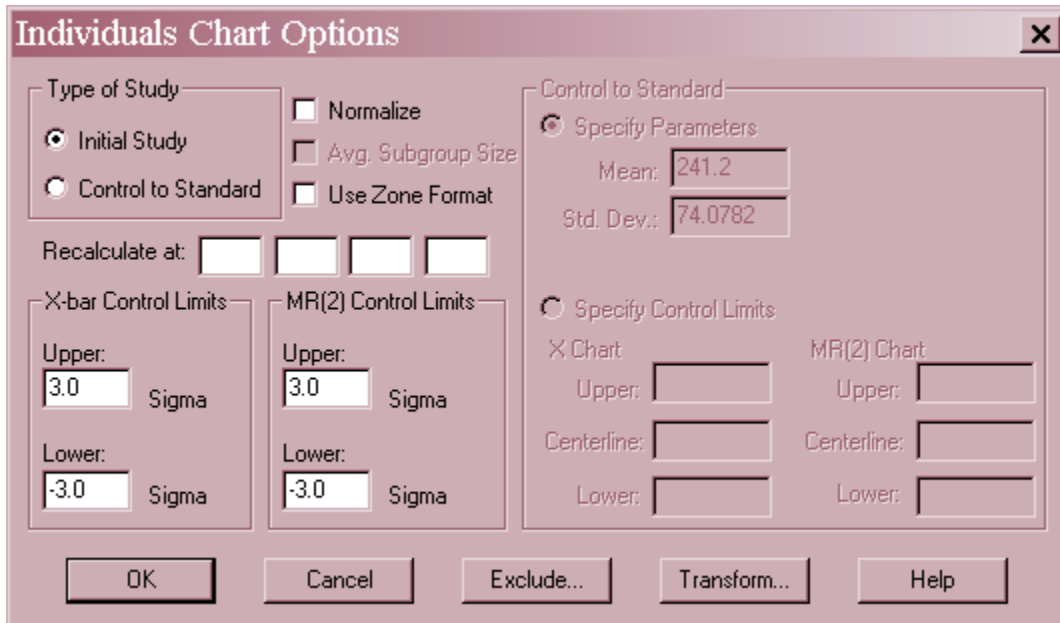 Individuals Chart Options
Type of Study
Initial Study
Control to Standard
Normalize
Avg. Subgroup Size
Use Zone Format
Recalculate at:
X-bar Control Limits
Upper:
3.0 Sigma
Lower:
-3.0 Sigma
MR(2) Control Limits
Upper:
3.0 Sigma
Lower:
-3.0 Sigma
Control to Standard
Specify Parameters
Mean: 241.2
Std. Dev.: 74.0782
Specify Control Limits
X Chart
Upper:
Centerline:
Lower:
MR(2) Chart
Upper:
Centerline:
Lower:
OK Cancel Exclude... Transform... Help